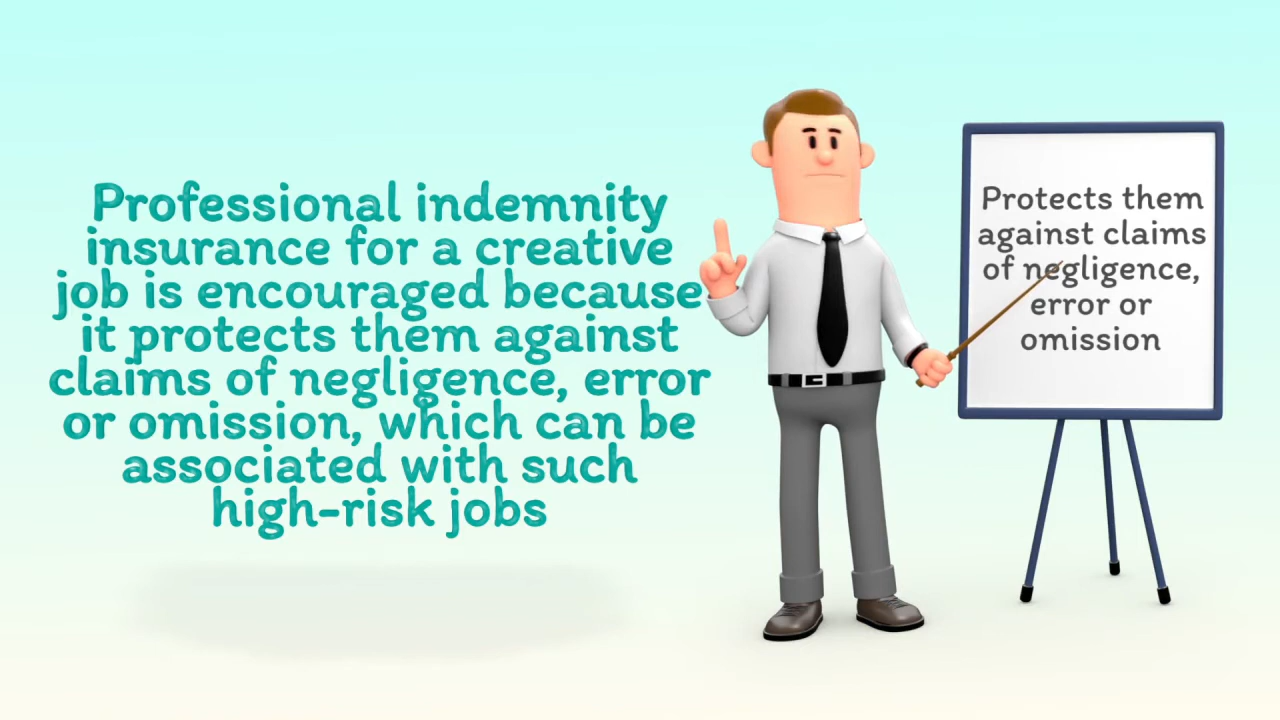 Professional indemnity
insurance for a creative
job is encouraged because
it protects them against
claims of negligence, error
or omission, which can be
associated with such
high-risk jobs
Protects them
against claims
of negligence,
error or
omission